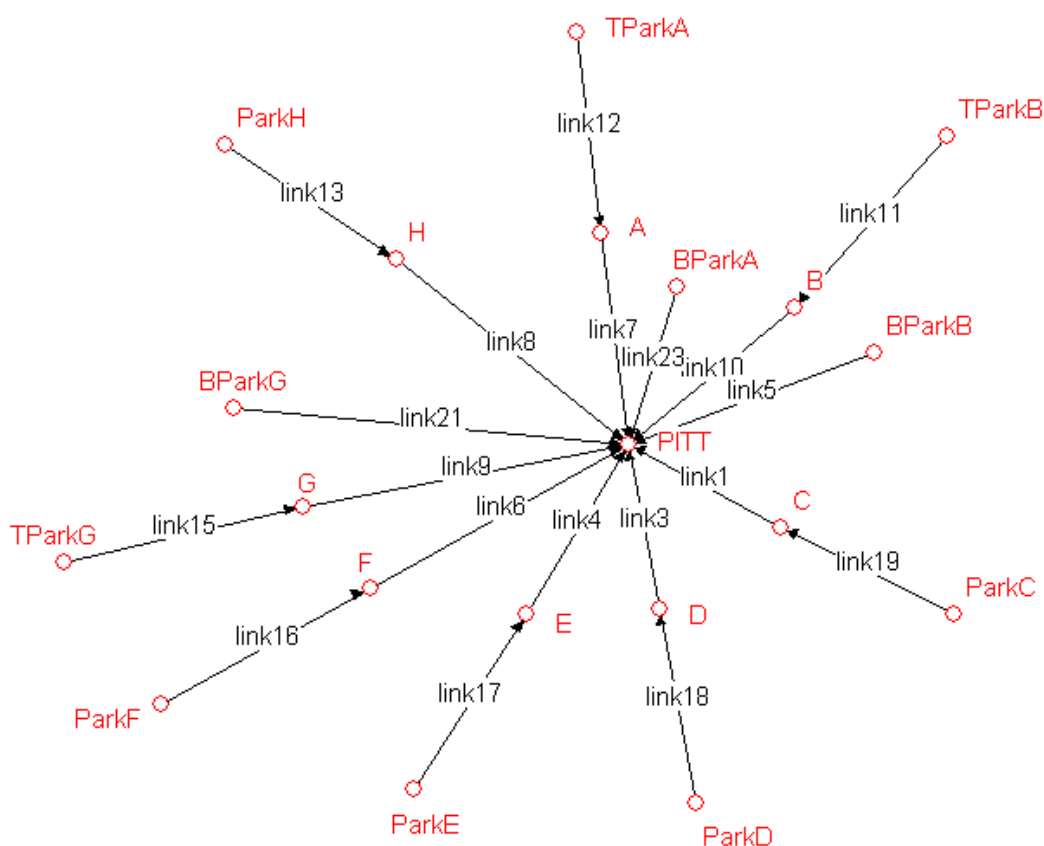 TParkA
ParkH
TParkB
link12
link13
link11
H
A
BParkA
B
BParkB
link7
link8
link23
link10
link5
BParkG
link21
PITT
link9
link1
G
link6
link4
link3
C
TParkG
link15
link19
F
ParkC
E
D
link16
link17
link18
ParkF
ParkE
ParkD